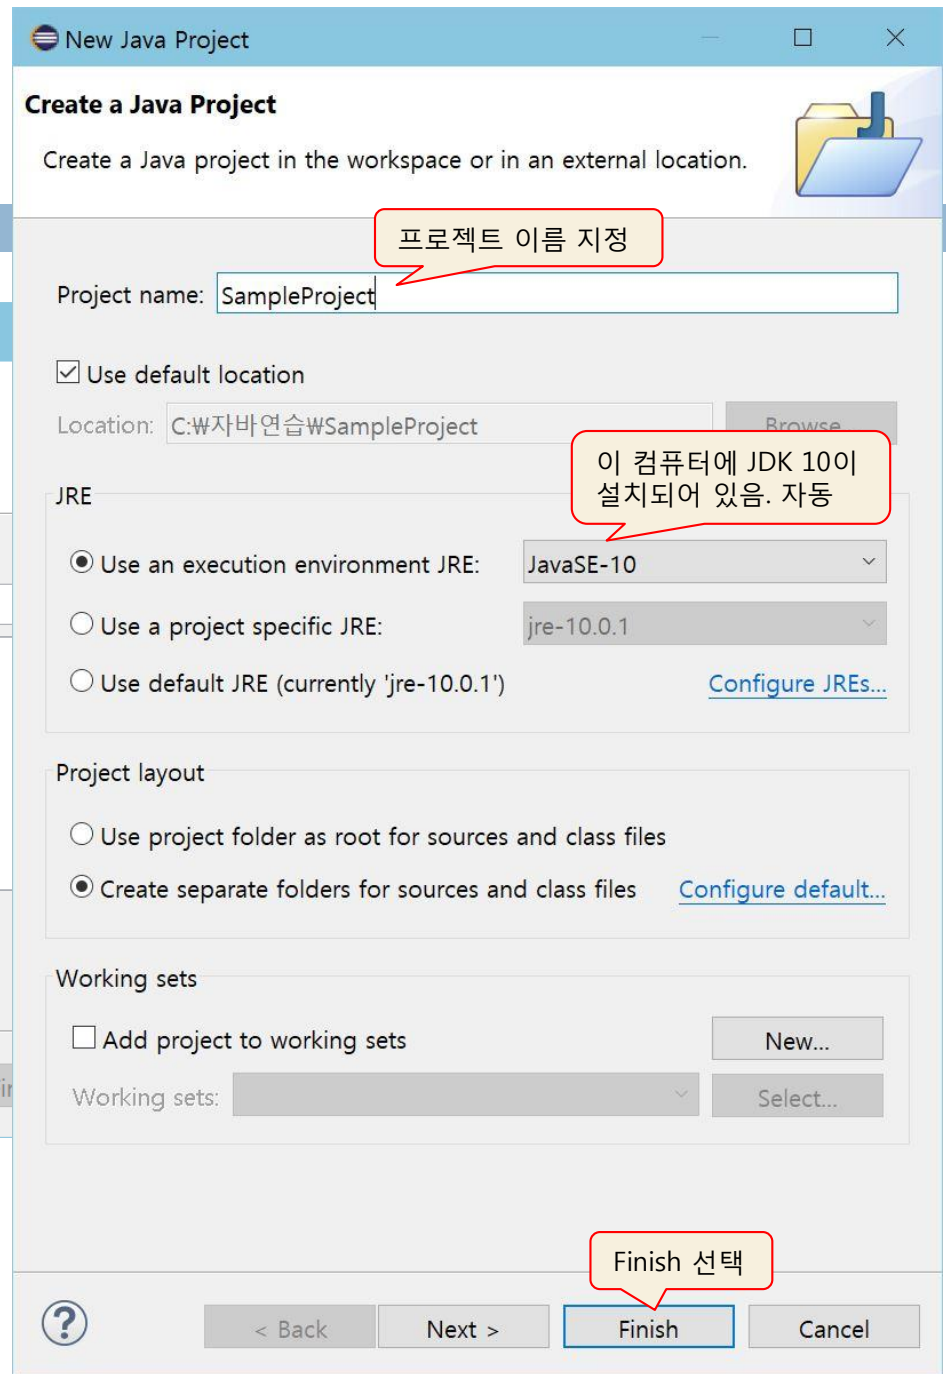 New Java Project
Create a Java Project
Create a Java project in the workspace or in an external location.
프로젝트 이름 지정
Project name: SampleProject
Use default location
Location: C:₩자바연습₩SampleProject
Browse...
이 컴퓨터에 JDK 10이
설치되어 있음. 자동
JRE
Use an execution environment JRE: JavaSE-10
Use a project specific JRE: jre-10.0.1
Use default JRE (currently 'jre-10.0.1') Configure JREs...
Project layout
Use project folder as root for sources and class files
Create separate folders for sources and class files Configure default...
Working sets
Add project to working sets New...
Working sets: Select...
Finish 선택
? < Back Next > Finish Cancel